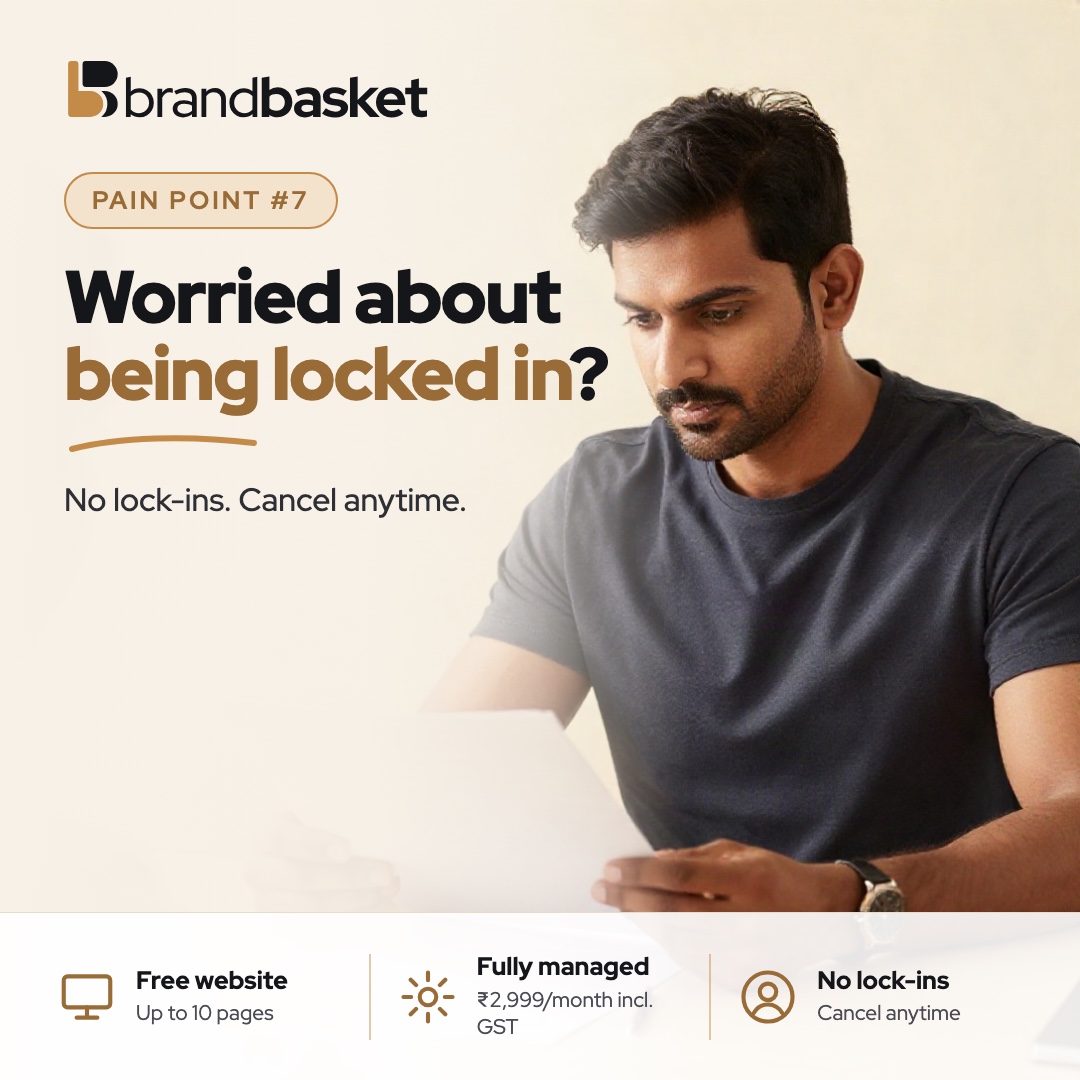 brandbasket
PAIN POINT #7
Worried about
being locked in?
No lock-ins. Cancel anytime.
Free website
Up to 10 pages
Fully managed
₹2,999/month incl.
GST
No lock-ins
Cancel anytime